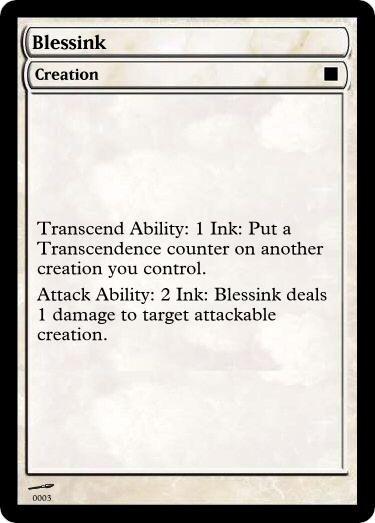 Blessink
Creation
Transcend Ability: 1 Ink: Put a
Transcendence counter on another
creation you control.
Attack Ability: 2 Ink: Blessink deals
1 damage to target attackable
creation.
0003